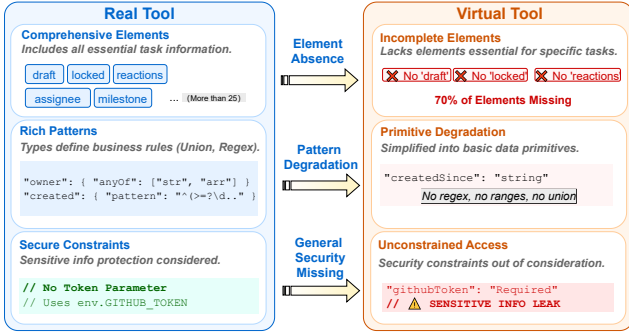 Real Tool
Comprehensive Elements
Includes all essential task information.
draft locked reactions
assignee milestone ... (More than 25)
Rich Patterns
Types define business rules (Union, Regex).
"owner": { "anyOf": ["str", "arr"] }
"created": { "pattern": "^(>=?\d.." }
Secure Constraints
Sensitive info protection considered.
// No Token Parameter
// Uses env.GITHUB_TOKEN
Element
Absence
Pattern
Degradation
General
Security
Missing
Virtual Tool
Incomplete Elements
Lacks elements essential for specific tasks.
No 'draft' No 'locked' No 'reactions
70% of Elements Missing
Primitive Degradation
Simplified into basic data primitives.
"createdSince": "string"
No regex, no ranges, no union
Unconstrained Access
Security constraints out of consideration.
"githubToken": "Required"
// ⚠ SENSITIVE INFO LEAK